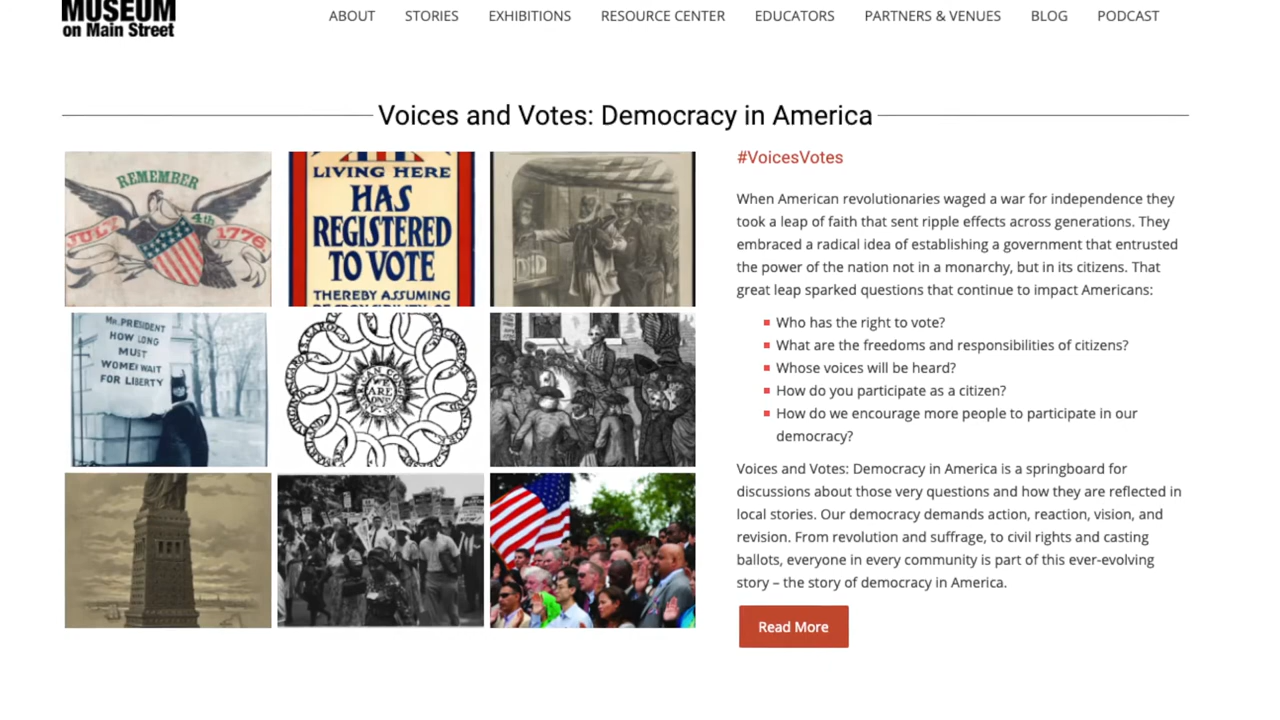 MUSEUM
on Main Street
ABOUT STORIES EXHIBITIONS RESOURCE CENTER EDUCATORS PARTNERS & VENUES BLOG PODCAST
Voices and Votes: Democracy in America
REMEMBER
JULY 4th 1776
LIVING HERE
HAS
REGISTERED
TO VOTE
THEREBY ASSUMING
MR. PRESIDENT
HOW LONG
MUST
WOMEN WAIT
FOR LIBERTY
WE
ARE
ONE
#VoicesVotes
When American revolutionaries waged a war for independence they
took a leap of faith that sent ripple effects across generations. They
embraced a radical idea of establishing a government that entrusted
the power of the nation not in a monarchy, but in its citizens. That
great leap sparked questions that continue to impact Americans:
Who has the right to vote?
What are the freedoms and responsibilities of citizens?
Whose voices will be heard?
How do you participate as a citizen?
How do we encourage more people to participate in our
democracy?
Voices and Votes: Democracy in America is a springboard for
discussions about those very questions and how they are reflected in
local stories. Our democracy demands action, reaction, vision, and
revision. From revolution and suffrage, to civil rights and casting
ballots, everyone in every community is part of this ever-evolving
story – the story of democracy in America.
Read More